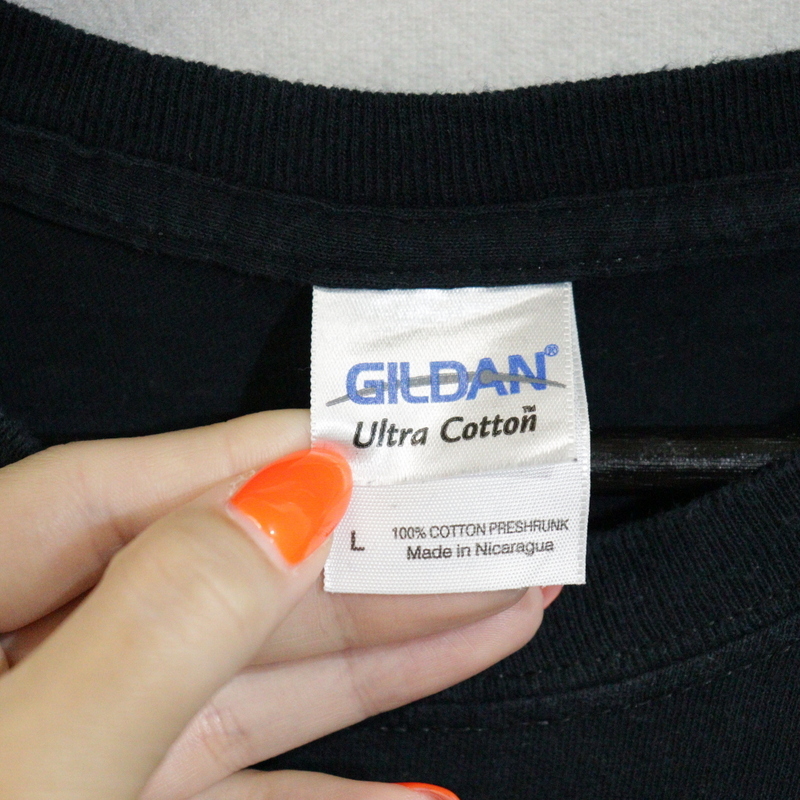 GILDAN®
Ultra Cotton™
L 100% COTTON PRESHRUNK
Made in Nicaragua